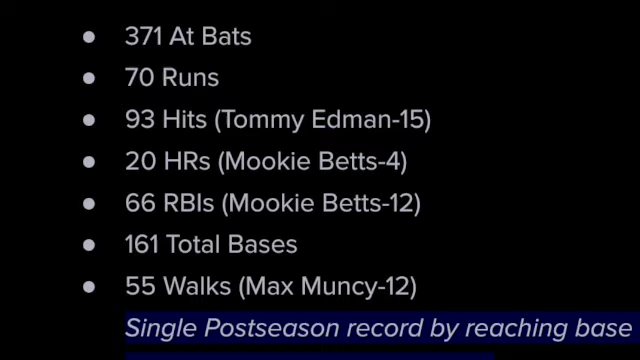 ● 371 At Bats
● 70 Runs
● 93 Hits (Tommy Edman-15)
● 20 HRs (Mookie Betts-4)
● 66 RBIs (Mookie Betts-12)
● 161 Total Bases
● 55 Walks (Max Muncy-12)
Single Postseason record by reaching base